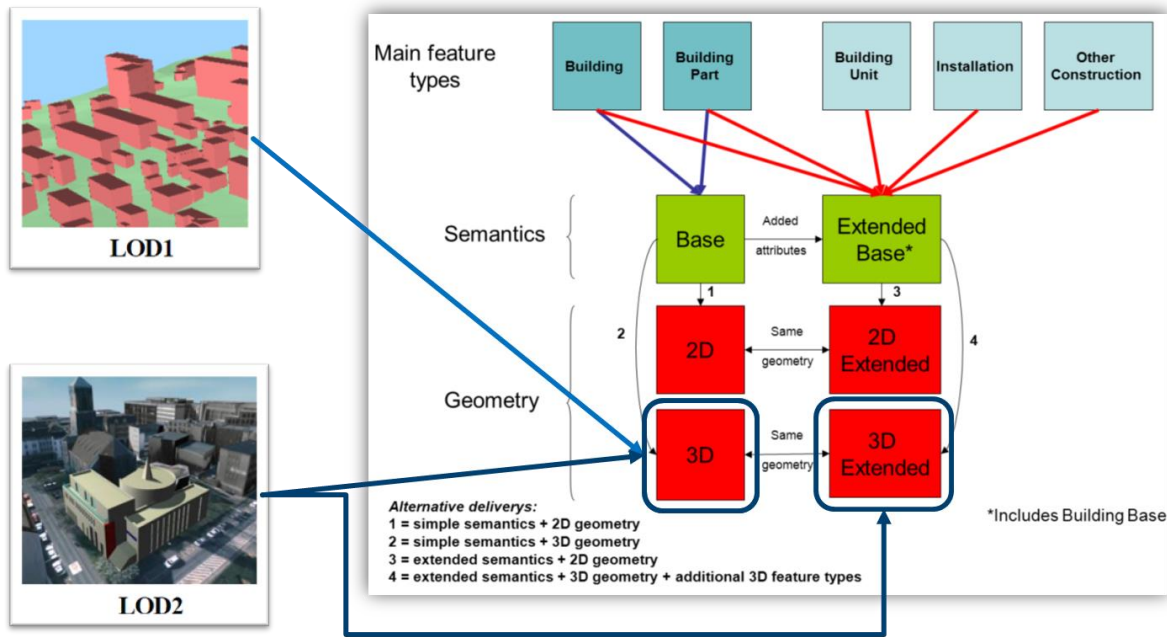 LOD1
LOD2
Main feature
types
Building
Building
Part
Building
Unit
Installation
Other
Construction
Semantics
Base
Added
attributes
Extended
Base*
1
3
2
4
Geometry
2D
Same
geometry
2D
Extended
3D
Same
geometry
3D
Extended
Alternative deliverys:
1 = simple semantics + 2D geometry
2 = simple semantics + 3D geometry
3 = extended semantics + 2D geometry
4 = extended semantics + 3D geometry + additional 3D feature types
*Includes Building Base